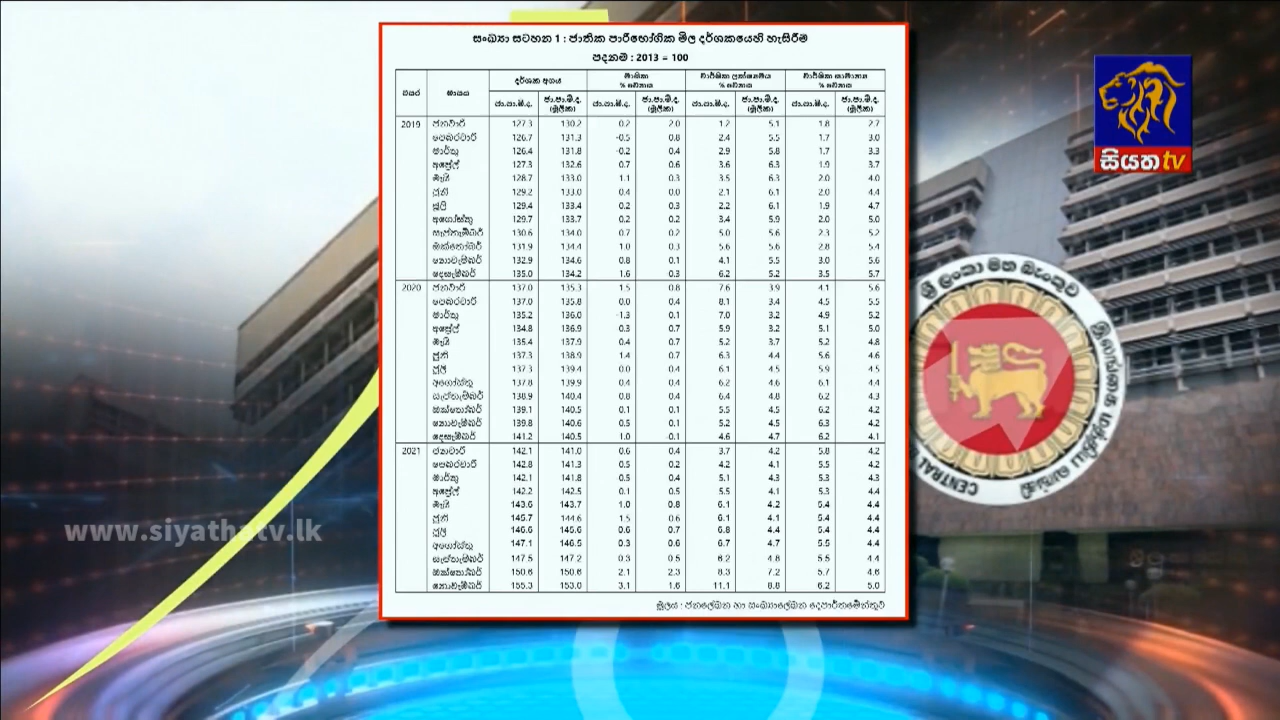 සංඛ්‍යා සටහන 1 : ජාතික පාරිභෝගික මිල දර්ශකයෙහි හැසිරීම
පදනම : 2013 = 100
වසර මාසය දර්ශක අගය මාසික % වෙනස වාර්ෂික ලක්ෂ්‍යමය % වෙනස වාර්ෂික සාමාන්‍ය % වෙනස
ජා.පා.මි.ද. ජා.පා.මි.ද. (මූලික) ජා.පා.මි.ද. ජා.පා.මි.ද. (මූලික) ජා.පා.මි.ද. ජා.පා.මි.ද. (මූලික) ජා.පා.මි.ද. ජා.පා.මි.ද. (මූලික)
2019 ජනවාරි 127.3 130.2 0.2 2.0 1.2 5.1 1.8 2.7
පෙබරවාරි 126.7 131.3 -0.5 0.8 2.4 5.5 1.7 3.0
මාර්තු 126.4 131.8 -0.2 0.4 2.9 5.8 1.7 3.3
අප්‍රේල් 127.3 132.6 0.7 0.6 3.6 6.3 1.9 3.7
මැයි 128.7 133.0 1.1 0.3 3.5 6.3 2.0 4.0
ජූනි 129.2 133.0 0.4 0.0 2.1 6.1 2.0 4.4
ජූලි 129.4 133.4 0.2 0.3 2.2 6.1 1.9 4.7
අගෝස්තු 129.7 133.7 0.2 0.2 3.4 5.9 2.0 5.0
සැප්තැම්බර් 130.6 134.0 0.7 0.2 5.0 5.6 2.3 5.2
ඔක්තෝබර් 131.9 134.4 1.0 0.3 5.6 5.6 2.8 5.4
නොවැම්බර් 132.9 134.6 0.8 0.1 4.1 5.5 3.0 5.6
දෙසැම්බර් 135.0 134.2 1.6 0.3 6.2 5.2 3.5 5.7
2020 ජනවාරි 137.0 135.3 1.5 0.8 7.6 3.9 4.1 5.6
පෙබරවාරි 137.0 135.8 0.0 0.4 8.1 3.4 4.5 5.5
මාර්තු 135.2 136.0 -1.3 0.1 7.0 3.2 4.9 5.2
අප්‍රේල් 134.8 136.9 0.3 0.7 5.9 3.2 5.1 5.0
මැයි 135.4 137.9 0.4 0.7 5.2 3.7 5.2 4.8
ජූනි 137.3 138.9 1.4 0.7 6.3 4.4 5.6 4.6
ජූලි 137.3 139.4 0.0 0.4 6.1 4.5 5.9 4.5
අගෝස්තු 137.8 139.9 0.4 0.4 6.2 4.6 6.1 4.4
සැප්තැම්බර් 138.9 140.4 0.8 0.4 6.4 4.8 6.2 4.3
ඔක්තෝබර් 139.1 140.5 0.1 0.1 5.5 4.5 6.2 4.2
නොවැම්බර් 139.8 140.6 0.5 0.1 5.2 4.5 6.3 4.2
දෙසැම්බර් 141.2 140.5 1.0 -0.1 4.6 4.7 6.2 4.1
2021 ජනවාරි 142.1 141.0 0.6 0.4 3.7 4.2 5.8 4.2
පෙබරවාරි 142.8 141.3 0.5 0.2 4.2 4.1 5.5 4.2
මාර්තු 142.1 141.8 0.5 0.4 5.1 4.3 5.3 4.3
අප්‍රේල් 142.2 142.5 0.1 0.5 5.5 4.1 5.3 4.4
මැයි 143.6 143.7 1.0 0.8 6.1 4.2 5.4 4.4
ජූනි 145.7 144.6 1.5 0.6 6.1 4.1 5.4 4.4
ජූලි 146.6 145.6 0.6 0.7 6.8 4.4 5.4 4.4
අගෝස්තු 147.1 146.5 0.3 0.6 6.7 4.7 5.5 4.4
සැප්තැම්බර් 147.5 147.2 0.3 0.5 6.2 4.8 5.5 4.4
ඔක්තෝබර් 150.6 150.6 2.1 2.3 8.3 7.2 5.7 4.6
නොවැම්බර් 155.3 153.0 3.1 1.6 11.1 8.8 6.2 5.0
මූලය : ජනලේඛන හා සංඛ්‍යාලේඛන දෙපාර්තමේන්තුව
සියත tv
ශ්‍රී ලංකා මහ බැංකුව
இலங்கை மத்திய வங்கி
CENTRAL
www.siyathatv.lk